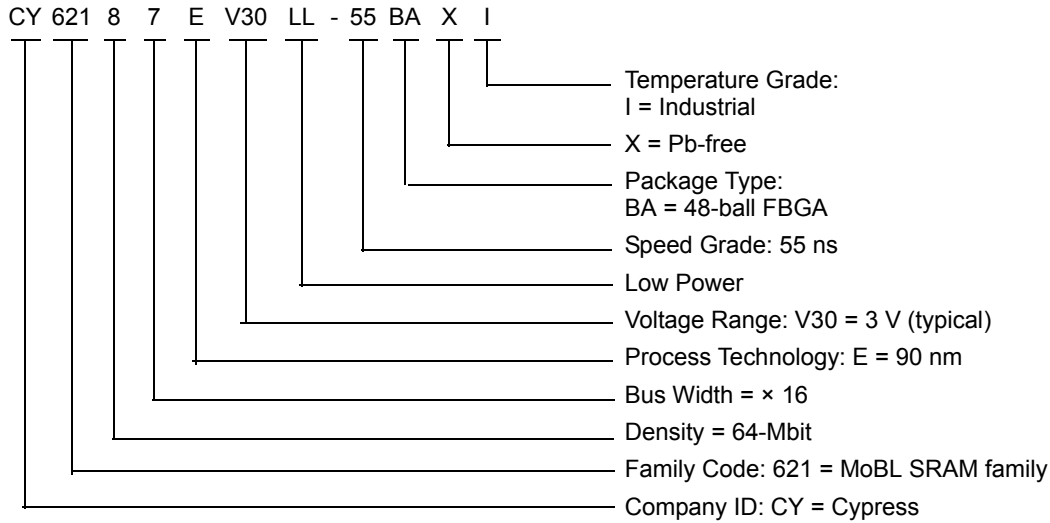 CY 621 8 7 E V30 LL - 55 BA X I
Temperature Grade:
I = Industrial
X = Pb-free
Package Type:
BA = 48-ball FBGA
Speed Grade: 55 ns
Low Power
Voltage Range: V30 = 3 V (typical)
Process Technology: E = 90 nm
Bus Width = × 16
Density = 64-Mbit
Family Code: 621 = MoBL SRAM family
Company ID: CY = Cypress